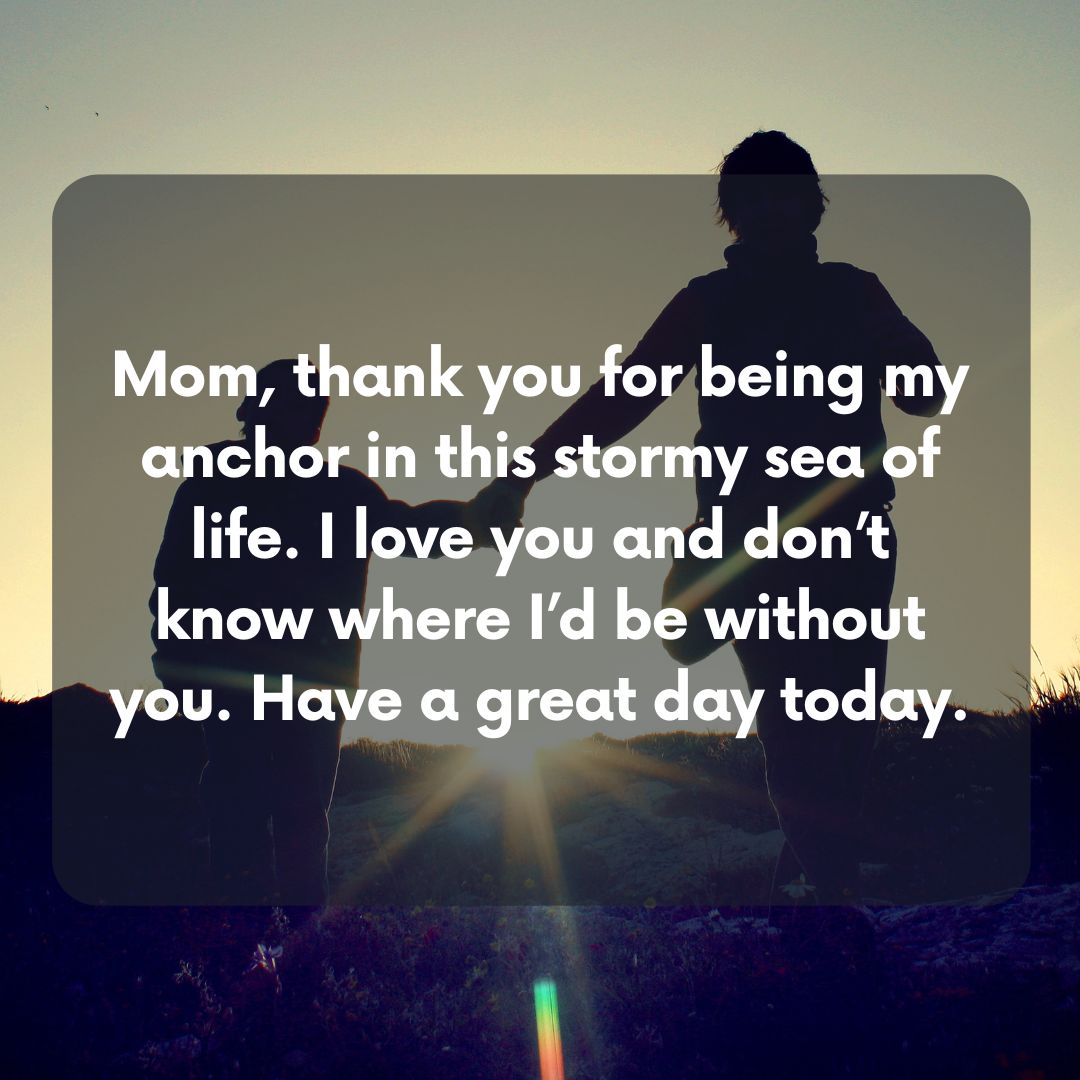 Mom, thank you for being my
anchor in this stormy sea of
life. I love you and don’t
know where I’d be without
you. Have a great day today.